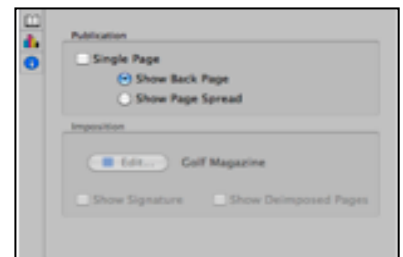 Publication
Single Page
Show Back Page
Show Page Spread
Imposition
Edit... Golf Magazine
Show Signature Show Deimposed Pages